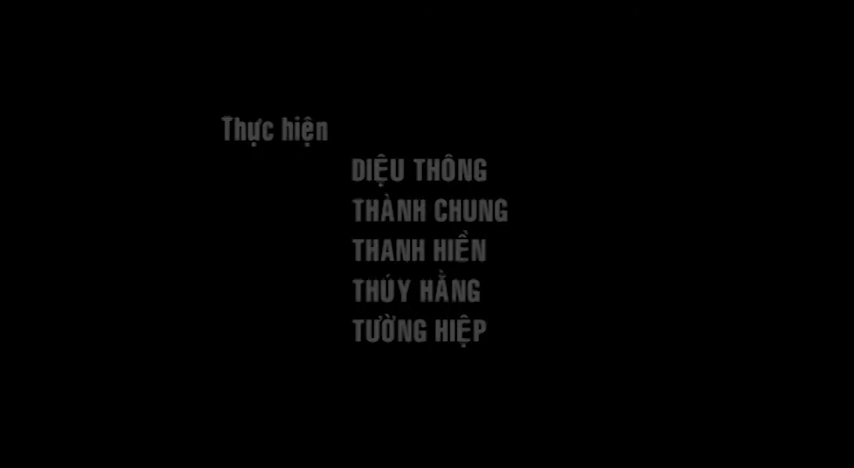 Thực hiện
DIỆU THÔNG
THÀNH CHUNG
THANH HIỀN
THÚY HẰNG
TƯỜNG HIỆP